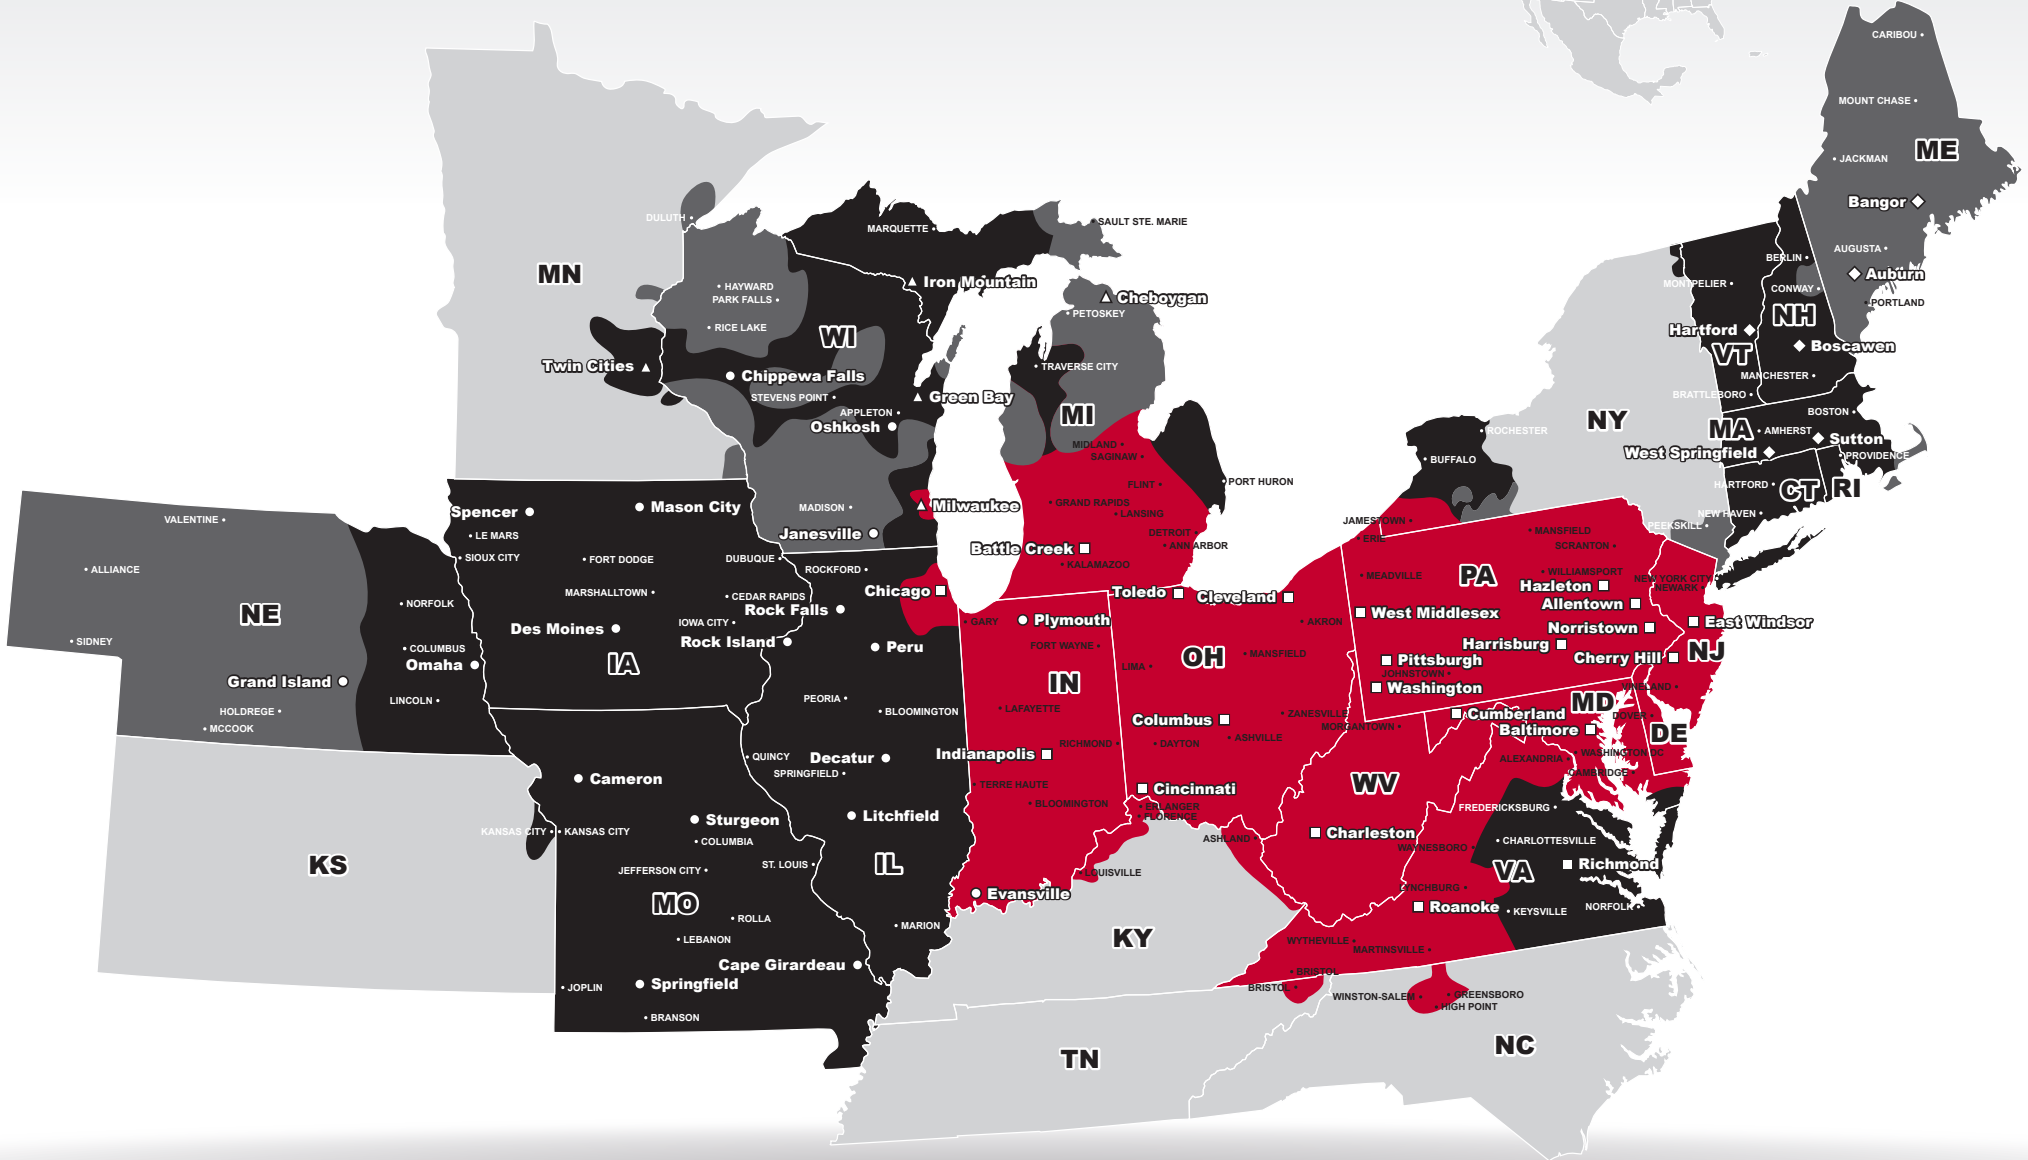 CARIBOU
MOUNT CHASE
ME
JACKMAN
Bangor
AUGUSTA
Auburn
PORTLAND
BERLIN
MONTPELIER
CONWAY
NH
Hartford
VT
Boscawen
MANCHESTER
BRATTLEBORO
BOSTON
MA
AMHERST
Sutton
West Springfield
PROVIDENCE
HARTFORD
CT
RI
NEW HAVEN
PEEKSKILL
NY
ROCHESTER
BUFFALO
JAMESTOWN
DULUTH
MN
HAYWARD
PARK FALLS
RICE LAKE
WI
Twin Cities
Chippewa Falls
STEVENS POINT
APPLETON
Oshkosh
MARQUETTE
SAULT STE. MARIE
Iron Mountain
Cheboygan
PETOSKEY
TRAVERSE CITY
Green Bay
MI
MIDLAND
SAGINAW
FLINT
PORT HURON
GRAND RAPIDS
LANSING
DETROIT
ANN ARBOR
Battle Creek
KALAMAZOO
Milwaukee
MADISON
Janesville
VALENTINE
ALLIANCE
NE
SIDNEY
Grand Island
HOLDREGE
MCCOOK
NORFOLK
COLUMBUS
Omaha
LINCOLN
Spencer
Mason City
LE MARS
SIOUX CITY
FORT DODGE
DUBUQUE
MARSHALLTOWN
CEDAR RAPIDS
IOWA CITY
Des Moines
IA
ROCKFORD
Chicago
Rock Falls
Rock Island
Peru
PEORIA
BLOOMINGTON
QUINCY
Decatur
SPRINGFIELD
Litchfield
IL
MARION
Cameron
Sturgeon
KANSAS CITY
KANSAS CITY
COLUMBIA
JEFFERSON CITY
ST. LOUIS
KS
MO
ROLLA
LEBANON
Cape Girardeau
Springfield
JOPLIN
BRANSON
GARY
Plymouth
FORT WAYNE
IN
LAFAYETTE
RICHMOND
Indianapolis
TERRE HAUTE
BLOOMINGTON
Evansville
Toledo
Cleveland
AKRON
LIMA
OH
MANSFIELD
Columbus
ZANESVILLE
DAYTON
ASHVILLE
Cincinnati
ERLANGER
FLORENCE
ASHLAND
LOUISVILLE
KY
ERIE
MANSFIELD
SCRANTON
MEADVILLE
PA
WILLIAMSPORT
Hazleton
NEW YORK CITY
NEWARK
Allentown
West Middlesex
Norristown
East Windsor
Harrisburg
Cherry Hill
NJ
Pittsburgh
JOHNSTOWN
Washington
VINELAND
MD
Cumberland
DOVER
MORGANTOWN
Baltimore
DE
WASHINGTON DC
ALEXANDRIA
CAMBRIDGE
WV
FREDERICKSBURG
Charleston
CHARLOTTESVILLE
WAYNESBORO
Richmond
VA
LYNCHBURG
Roanoke
KEYSVILLE
NORFOLK
WYTHEVILLE
MARTINSVILLE
BRISTOL
BRISTOL
WINSTON-SALEM
GREENSBORO
HIGH POINT
TN
NC